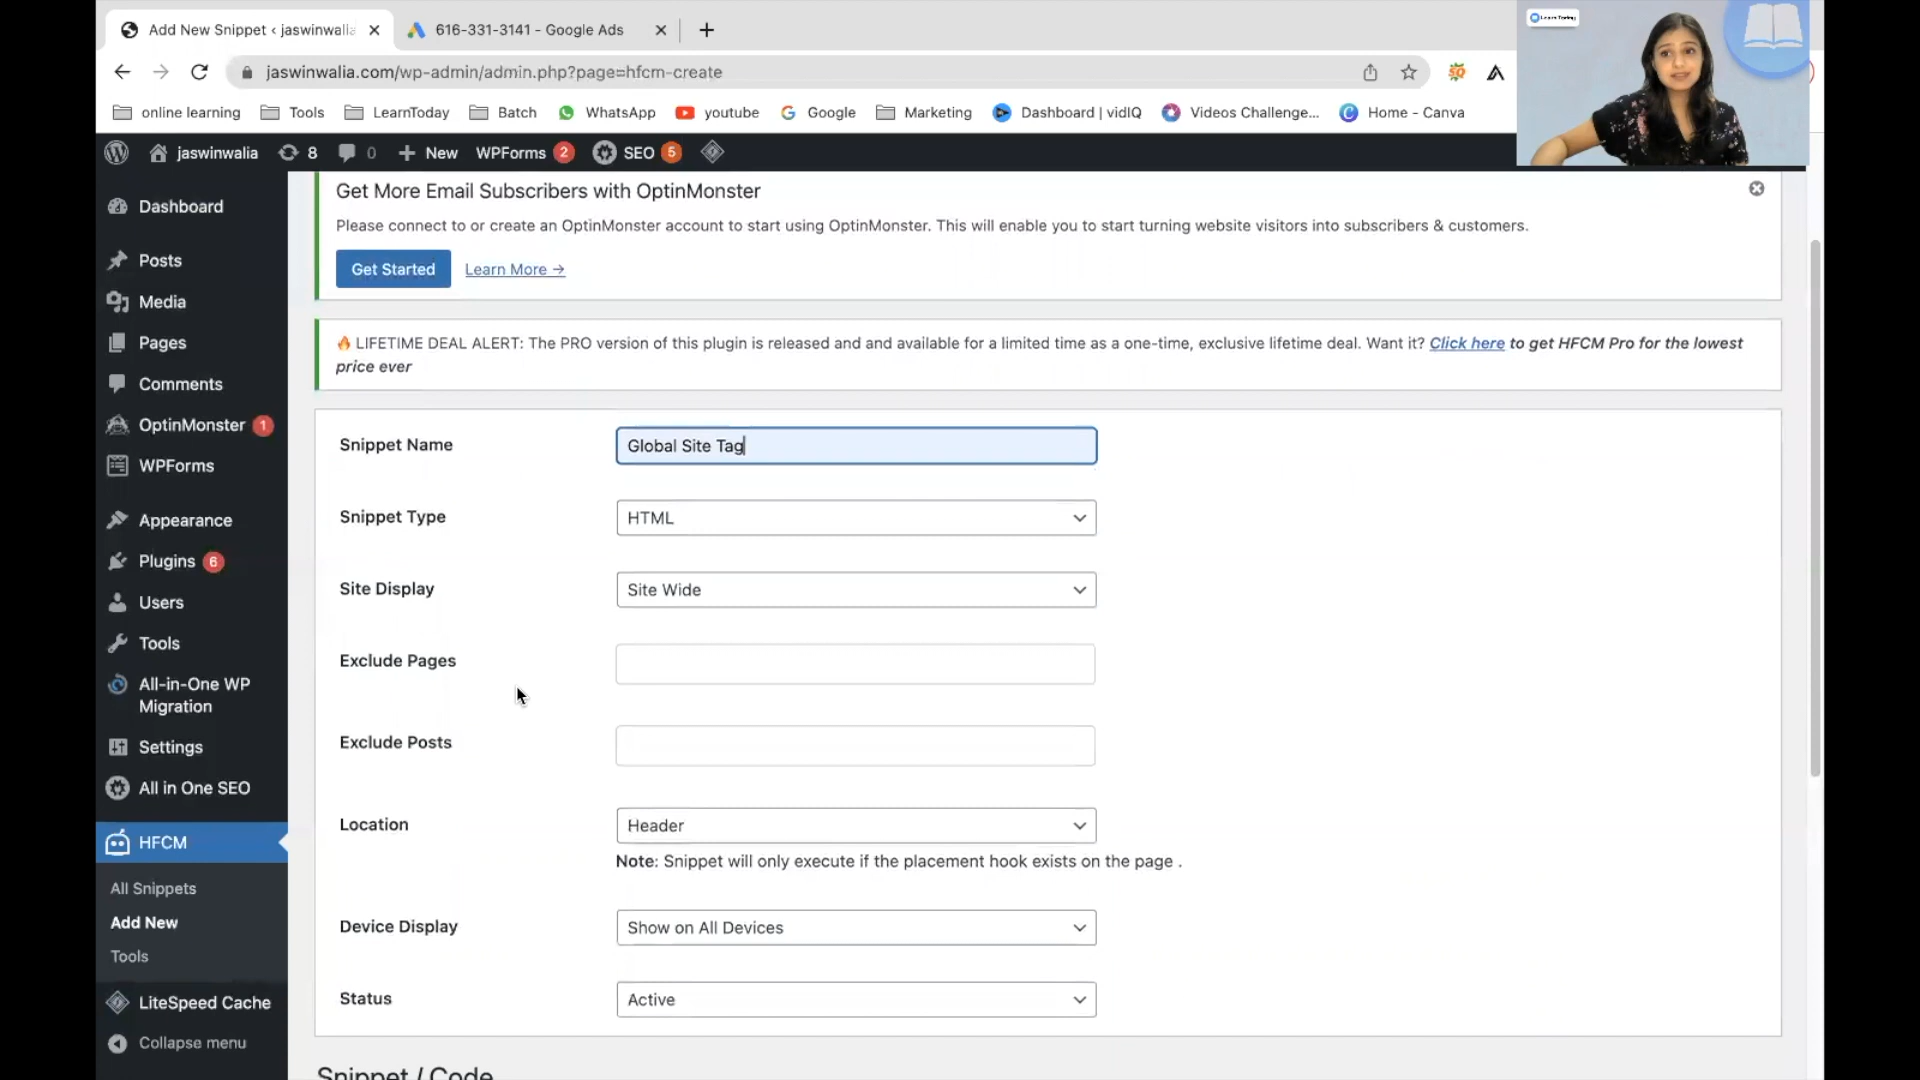 Add New Snippet ‹ jaswinwalia
616-331-3141 - Google Ads
Learn Today
jaswinwalia.com/wp-admin/admin.php?page=hfcm-create
online learning
Tools
LearnToday
Batch
WhatsApp
youtube
Google
Marketing
Dashboard | vidIQ
Videos Challenge...
Home - Canva
jaswinwalia
8
0
New
WPForms 2
SEO 5
Dashboard
Posts
Media
Pages
Comments
OptinMonster 1
WPForms
Appearance
Plugins 6
Users
Tools
All-in-One WP
Migration
Settings
All in One SEO
HFCM
All Snippets
Add New
Tools
LiteSpeed Cache
Collapse menu
Get More Email Subscribers with OptinMonster
Please connect to or create an OptinMonster account to start using OptinMonster. This will enable you to start turning website visitors into subscribers & customers.
Get Started
Learn More →
🔥 LIFETIME DEAL ALERT: The PRO version of this plugin is released and and available for a limited time as a one-time, exclusive lifetime deal. Want it? Click here to get HFCM Pro for the lowest
price ever
Snippet Name
Global Site Tag
Snippet Type
HTML
Site Display
Site Wide
Exclude Pages
Exclude Posts
Location
Header
Note: Snippet will only execute if the placement hook exists on the page .
Device Display
Show on All Devices
Status
Active
Snippet / Code